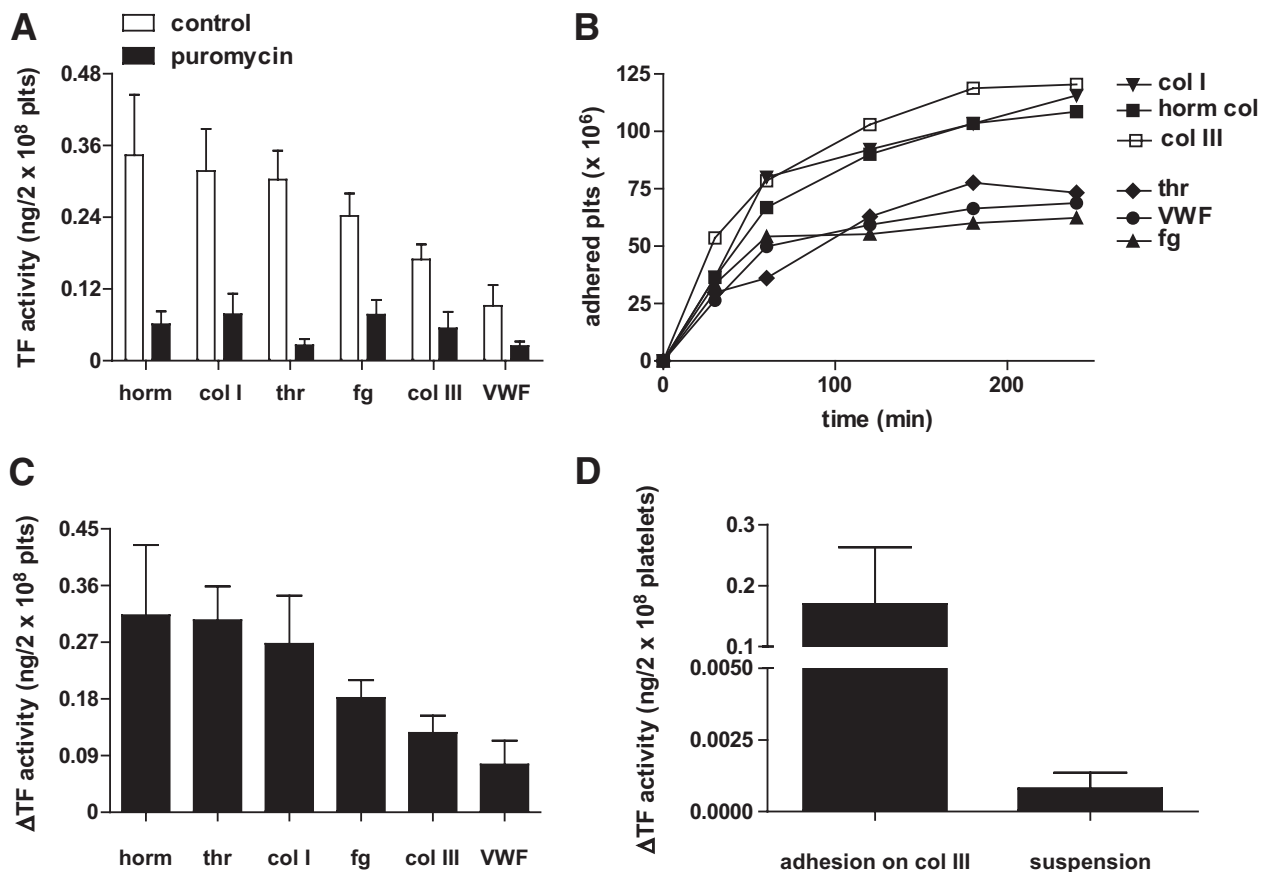 A
control
puromycin
TF activity (ng/2 x 10⁸ plts)
0.48
0.36
0.24
0.12
0
horm col I thr fg col III VWF
B
adhered plts (x 10⁶)
125
100
75
50
25
0
0 100 200
time (min)
col I
horm col
col III
thr
VWF
fg
C
ΔTF activity (ng/2 x 10⁸ plts)
0.45
0.36
0.27
0.18
0.09
0
horm thr col I fg col III VWF
D
ΔTF activity (ng/2 x 10⁸ platelets)
0.3
0.2
0.1
0.0050
0.0025
0.0000
adhesion on col III suspension